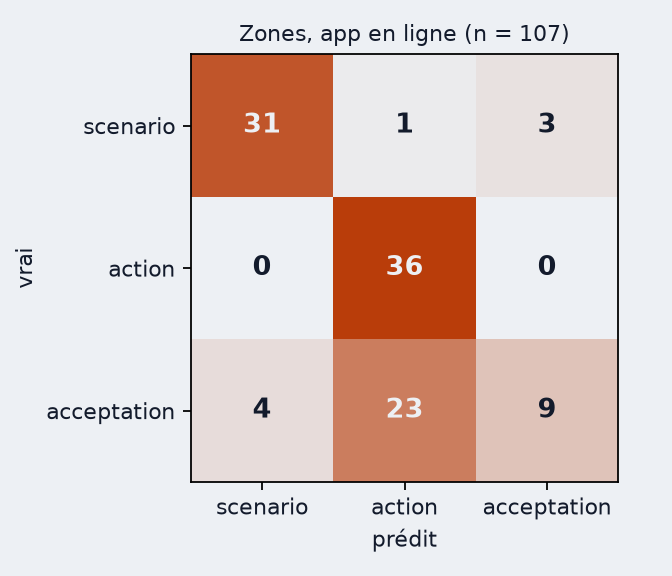 Zones, app en ligne (n = 107)
scenario 31 1 3
action 0 36 0
acceptation 4 23 9
vrai
scenario action acceptation
prédit